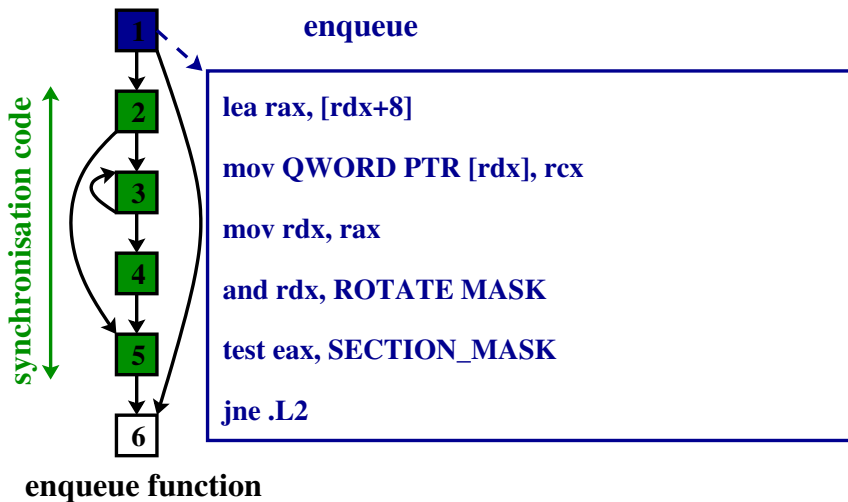 enqueue
1
2
3
4
5
6
synchronisation code
lea rax, [rdx+8]
mov QWORD PTR [rdx], rcx
mov rdx, rax
and rdx, ROTATE MASK
test eax, SECTION_MASK
jne .L2
enqueue function